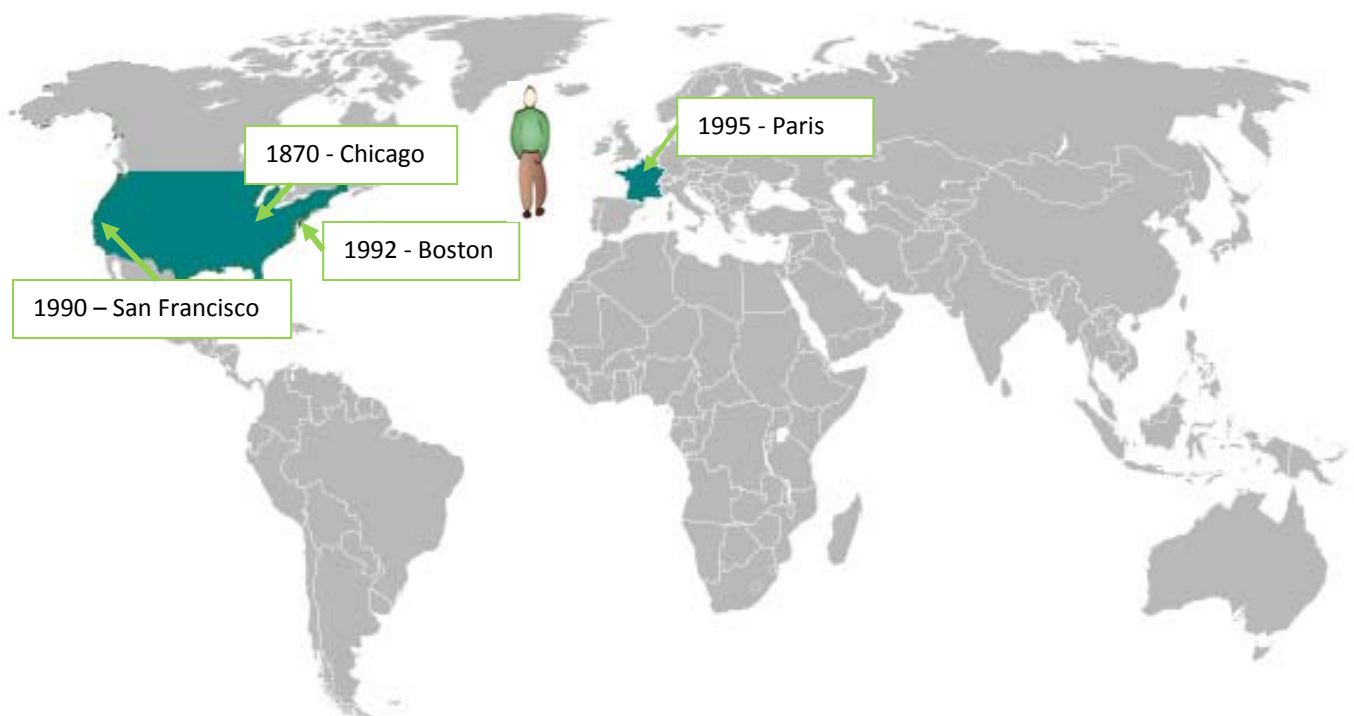 1995 - Paris
1870 - Chicago
1992 - Boston
1990 – San Francisco